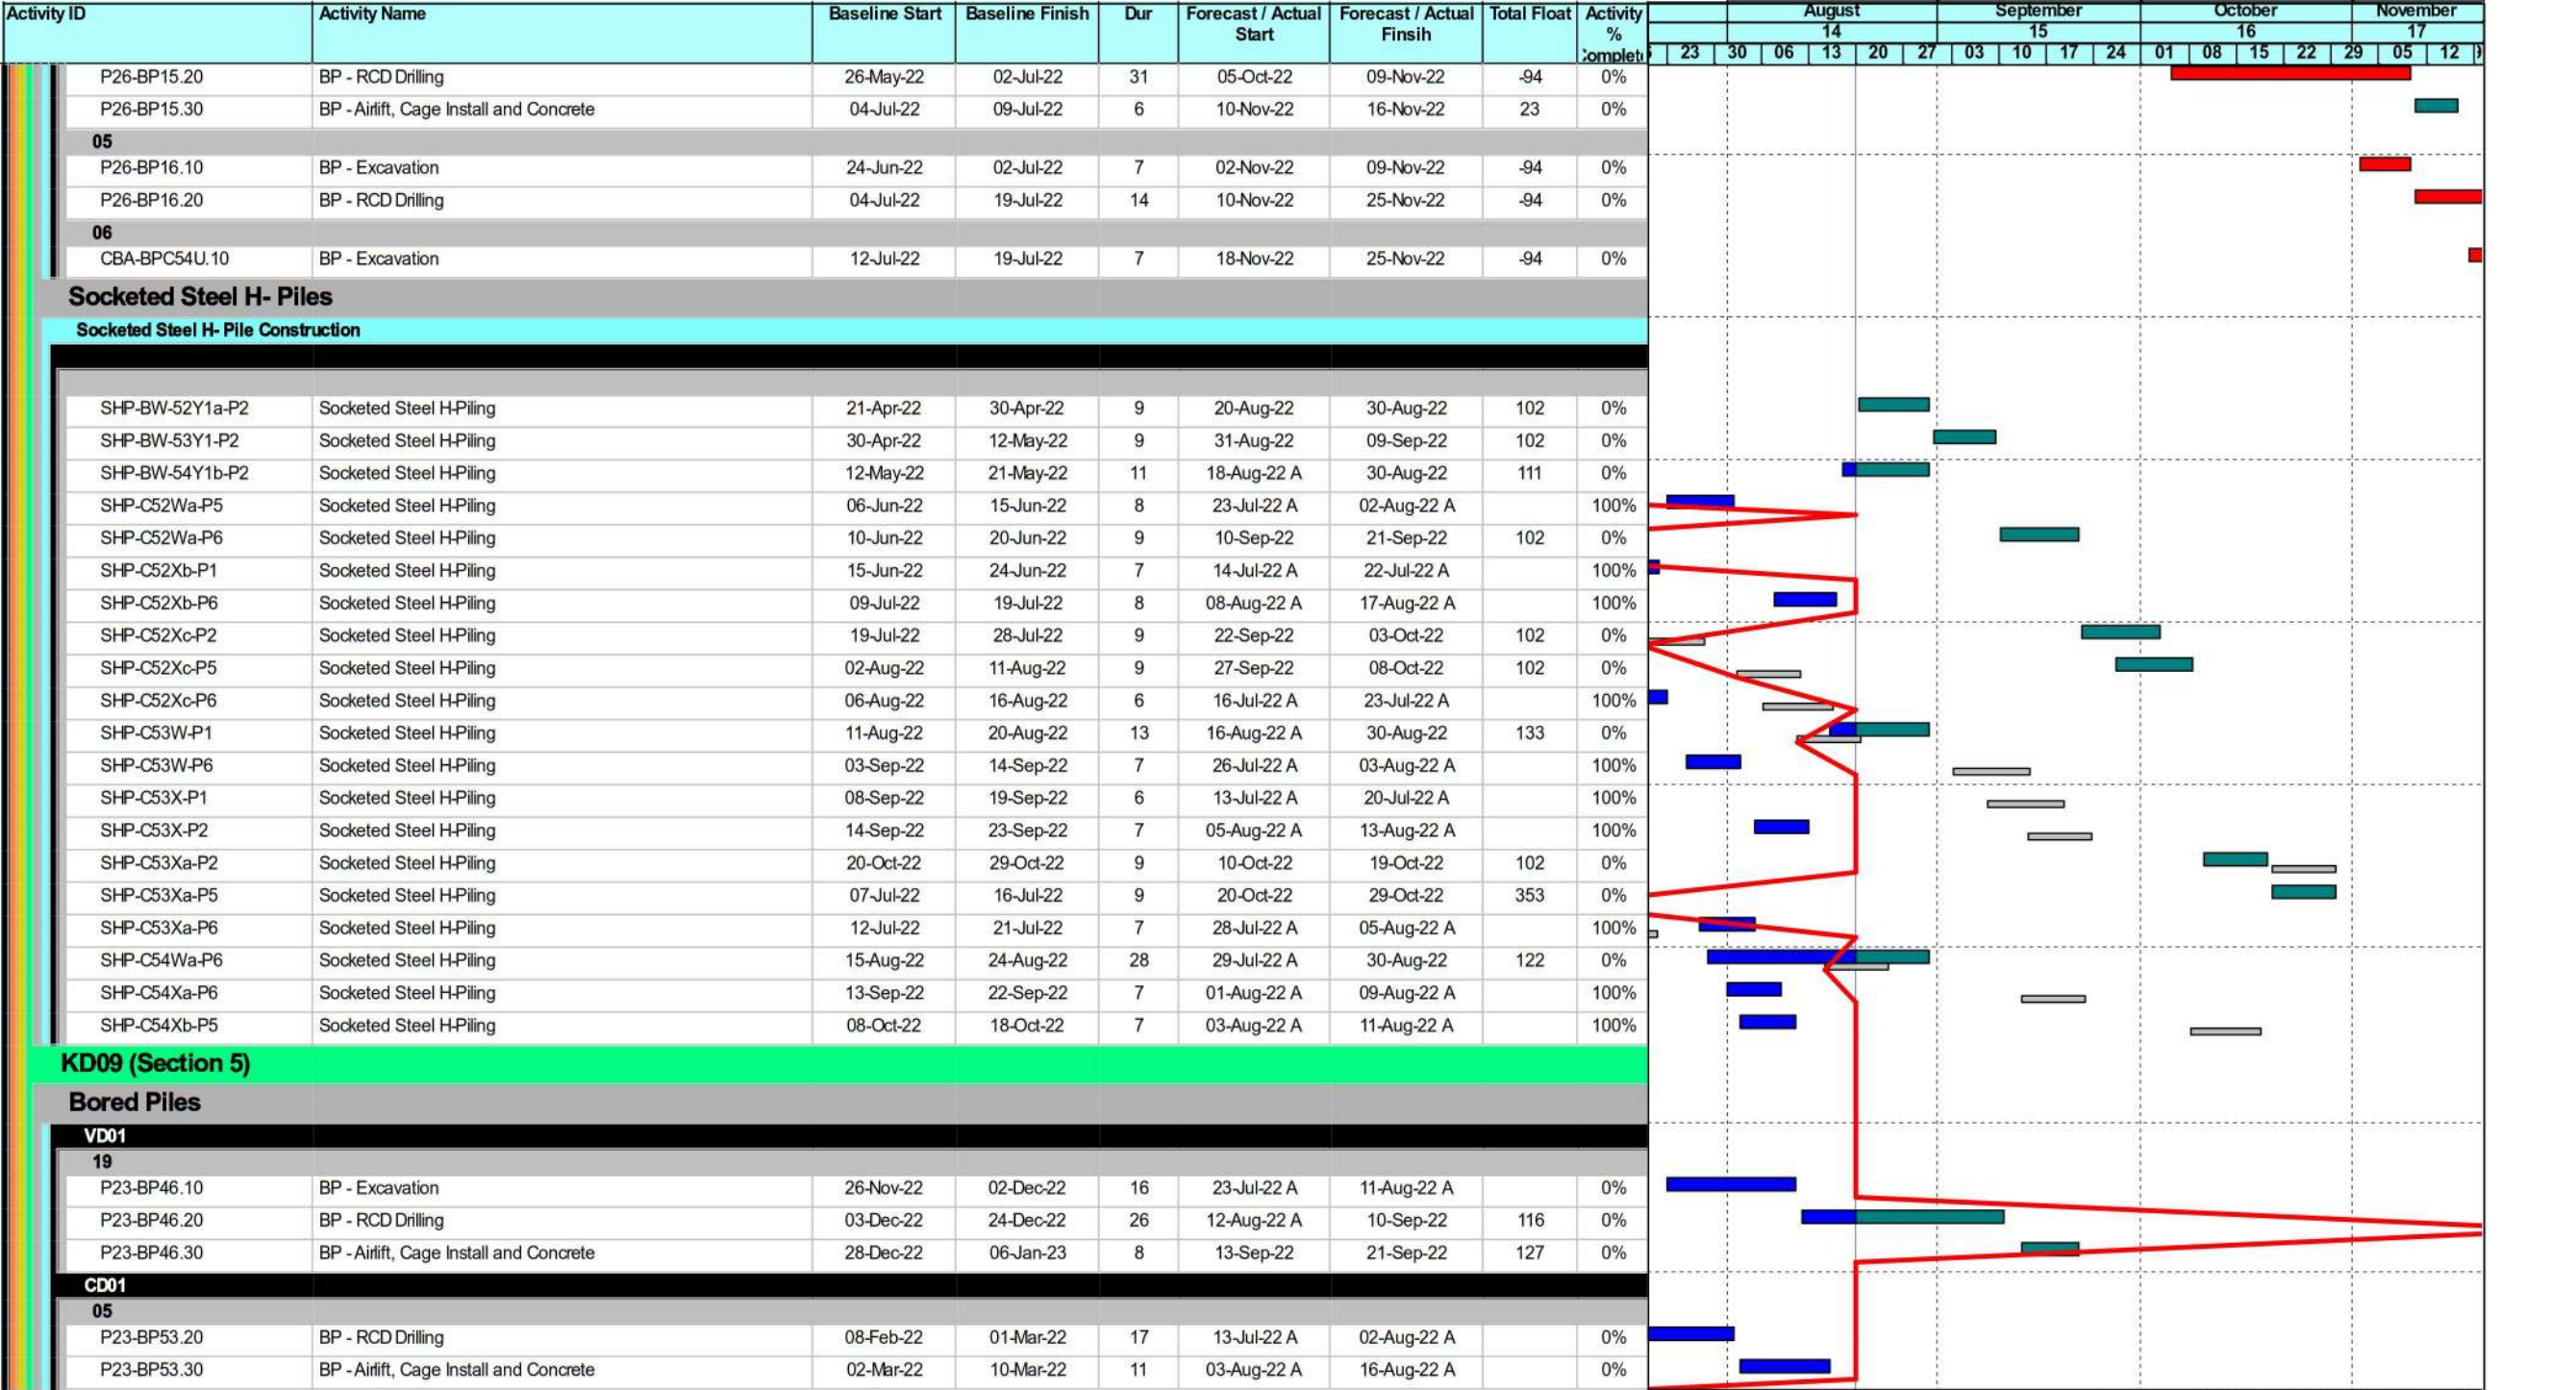 Activity ID Activity Name Baseline Start Baseline Finish Dur Forecast / Actual Start Forecast / Actual Finsih Total Float Activity % Complete August September October November
14 15 16 17
23 30 06 13 20 27 03 10 17 24 01 08 15 22 29 05 12
P26-BP15.20 BP - RCD Drilling 26-May-22 02-Jul-22 31 05-Oct-22 09-Nov-22 -94 0%
P26-BP15.30 BP - Airlift, Cage Install and Concrete 04-Jul-22 09-Jul-22 6 10-Nov-22 16-Nov-22 23 0%
05
P26-BP16.10 BP - Excavation 24-Jun-22 02-Jul-22 7 02-Nov-22 09-Nov-22 -94 0%
P26-BP16.20 BP - RCD Drilling 04-Jul-22 19-Jul-22 14 10-Nov-22 25-Nov-22 -94 0%
06
CBA-BPC54U.10 BP - Excavation 12-Jul-22 19-Jul-22 7 18-Nov-22 25-Nov-22 -94 0%
Socketed Steel H- Piles
Socketed Steel H- Pile Construction
SHP-BW-52Y1a-P2 Socketed Steel H-Piling 21-Apr-22 30-Apr-22 9 20-Aug-22 30-Aug-22 102 0%
SHP-BW-53Y1-P2 Socketed Steel H-Piling 30-Apr-22 12-May-22 9 31-Aug-22 09-Sep-22 102 0%
SHP-BW-54Y1b-P2 Socketed Steel H-Piling 12-May-22 21-May-22 11 18-Aug-22 A 30-Aug-22 111 0%
SHP-C52Wa-P5 Socketed Steel H-Piling 06-Jun-22 15-Jun-22 8 23-Jul-22 A 02-Aug-22 A 100%
SHP-C52Wa-P6 Socketed Steel H-Piling 10-Jun-22 20-Jun-22 9 10-Sep-22 21-Sep-22 102 0%
SHP-C52Xb-P1 Socketed Steel H-Piling 15-Jun-22 24-Jun-22 7 14-Jul-22 A 22-Jul-22 A 100%
SHP-C52Xb-P6 Socketed Steel H-Piling 09-Jul-22 19-Jul-22 8 08-Aug-22 A 17-Aug-22 A 100%
SHP-C52Xc-P2 Socketed Steel H-Piling 19-Jul-22 28-Jul-22 9 22-Sep-22 03-Oct-22 102 0%
SHP-C52Xc-P5 Socketed Steel H-Piling 02-Aug-22 11-Aug-22 9 27-Sep-22 08-Oct-22 102 0%
SHP-C52Xc-P6 Socketed Steel H-Piling 06-Aug-22 16-Aug-22 6 16-Jul-22 A 23-Jul-22 A 100%
SHP-C53W-P1 Socketed Steel H-Piling 11-Aug-22 20-Aug-22 13 16-Aug-22 A 30-Aug-22 133 0%
SHP-C53W-P6 Socketed Steel H-Piling 03-Sep-22 14-Sep-22 7 26-Jul-22 A 03-Aug-22 A 100%
SHP-C53X-P1 Socketed Steel H-Piling 08-Sep-22 19-Sep-22 6 13-Jul-22 A 20-Jul-22 A 100%
SHP-C53X-P2 Socketed Steel H-Piling 14-Sep-22 23-Sep-22 7 05-Aug-22 A 13-Aug-22 A 100%
SHP-C53Xa-P2 Socketed Steel H-Piling 20-Oct-22 29-Oct-22 9 10-Oct-22 19-Oct-22 102 0%
SHP-C53Xa-P5 Socketed Steel H-Piling 07-Jul-22 16-Jul-22 9 20-Oct-22 29-Oct-22 353 0%
SHP-C53Xa-P6 Socketed Steel H-Piling 12-Jul-22 21-Jul-22 7 28-Jul-22 A 05-Aug-22 A 100%
SHP-C54Wa-P6 Socketed Steel H-Piling 15-Aug-22 24-Aug-22 28 29-Jul-22 A 30-Aug-22 122 0%
SHP-C54Xa-P6 Socketed Steel H-Piling 13-Sep-22 22-Sep-22 7 01-Aug-22 A 09-Aug-22 A 100%
SHP-C54Xb-P5 Socketed Steel H-Piling 08-Oct-22 18-Oct-22 7 03-Aug-22 A 11-Aug-22 A 100%
KD09 (Section 5)
Bored Piles
VD01
19
P23-BP46.10 BP - Excavation 26-Nov-22 02-Dec-22 16 23-Jul-22 A 11-Aug-22 A 0%
P23-BP46.20 BP - RCD Drilling 03-Dec-22 24-Dec-22 26 12-Aug-22 A 10-Sep-22 116 0%
P23-BP46.30 BP - Airlift, Cage Install and Concrete 28-Dec-22 06-Jan-23 8 13-Sep-22 21-Sep-22 127 0%
CD01
05
P23-BP53.20 BP - RCD Drilling 08-Feb-22 01-Mar-22 17 13-Jul-22 A 02-Aug-22 A 0%
P23-BP53.30 BP - Airlift, Cage Install and Concrete 02-Mar-22 10-Mar-22 11 03-Aug-22 A 16-Aug-22 A 0%